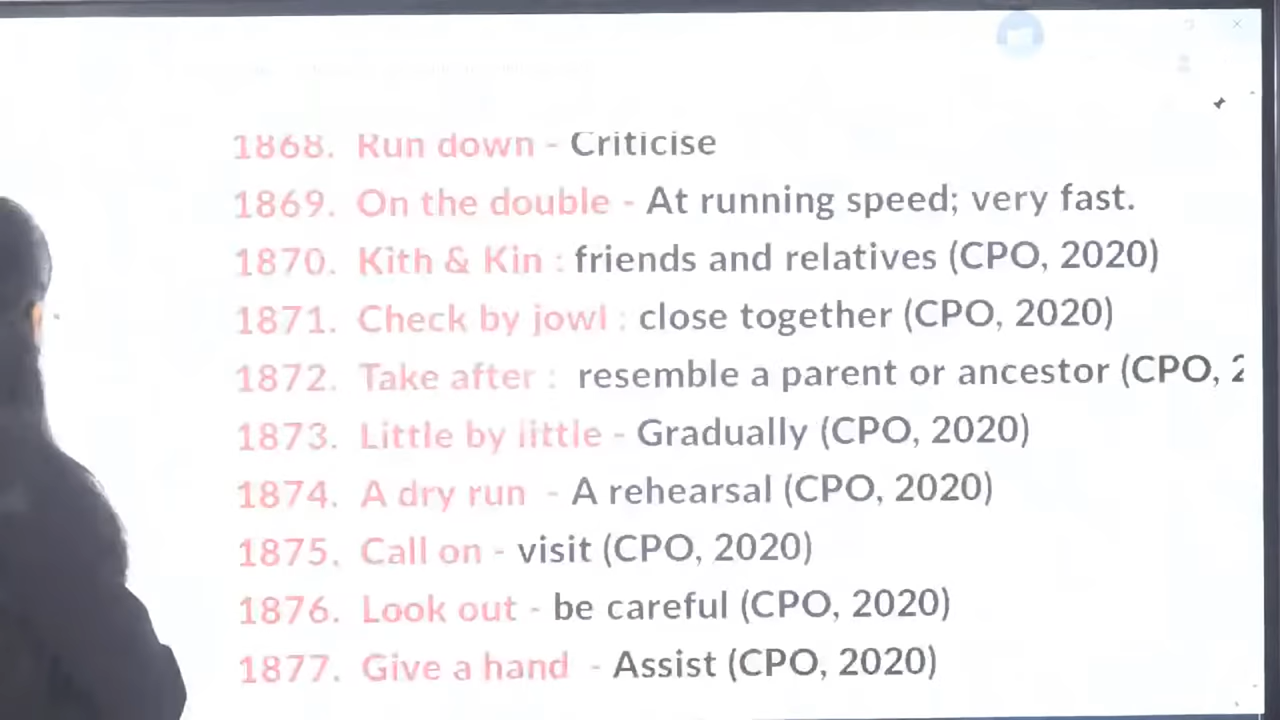 1868. Run down - Criticise
1869. On the double - At running speed; very fast.
1870. Kith & Kin : friends and relatives (CPO, 2020)
1871. Check by jowl : close together (CPO, 2020)
1872. Take after : resemble a parent or ancestor (CPO, 2
1873. Little by little - Gradually (CPO, 2020)
1874. A dry run - A rehearsal (CPO, 2020)
1875. Call on - visit (CPO, 2020)
1876. Look out - be careful (CPO, 2020)
1877. Give a hand - Assist (CPO, 2020)